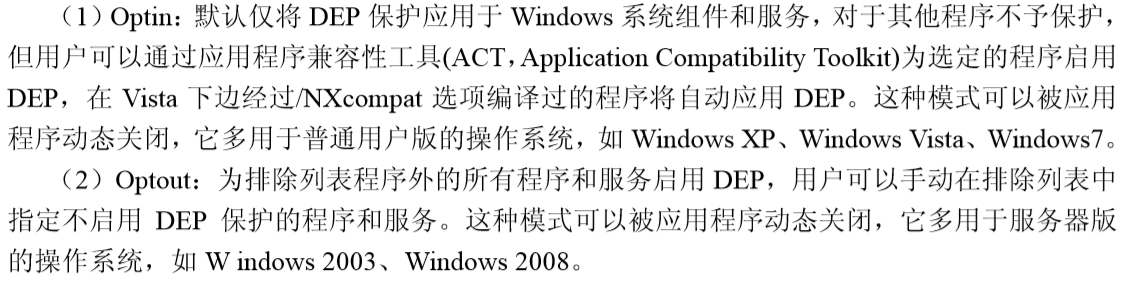 （1）Optin：默认仅将 DEP 保护应用于 Windows 系统组件和服务，对于其他程序不予保护，
但用户可以通过应用程序兼容性工具(ACT，Application Compatibility Toolkit)为选定的程序启用
DEP，在 Vista 下边经过/NXcompat 选项编译过的程序将自动应用 DEP。这种模式可以被应用
程序动态关闭，它多用于普通用户版的操作系统，如 Windows XP、Windows Vista、Windows7。
（2）Optout：为排除列表程序外的所有程序和服务启用 DEP，用户可以手动在排除列表中
指定不启用 DEP 保护的程序和服务。这种模式可以被应用程序动态关闭，它多用于服务器版
的操作系统，如 W indows 2003、Windows 2008。